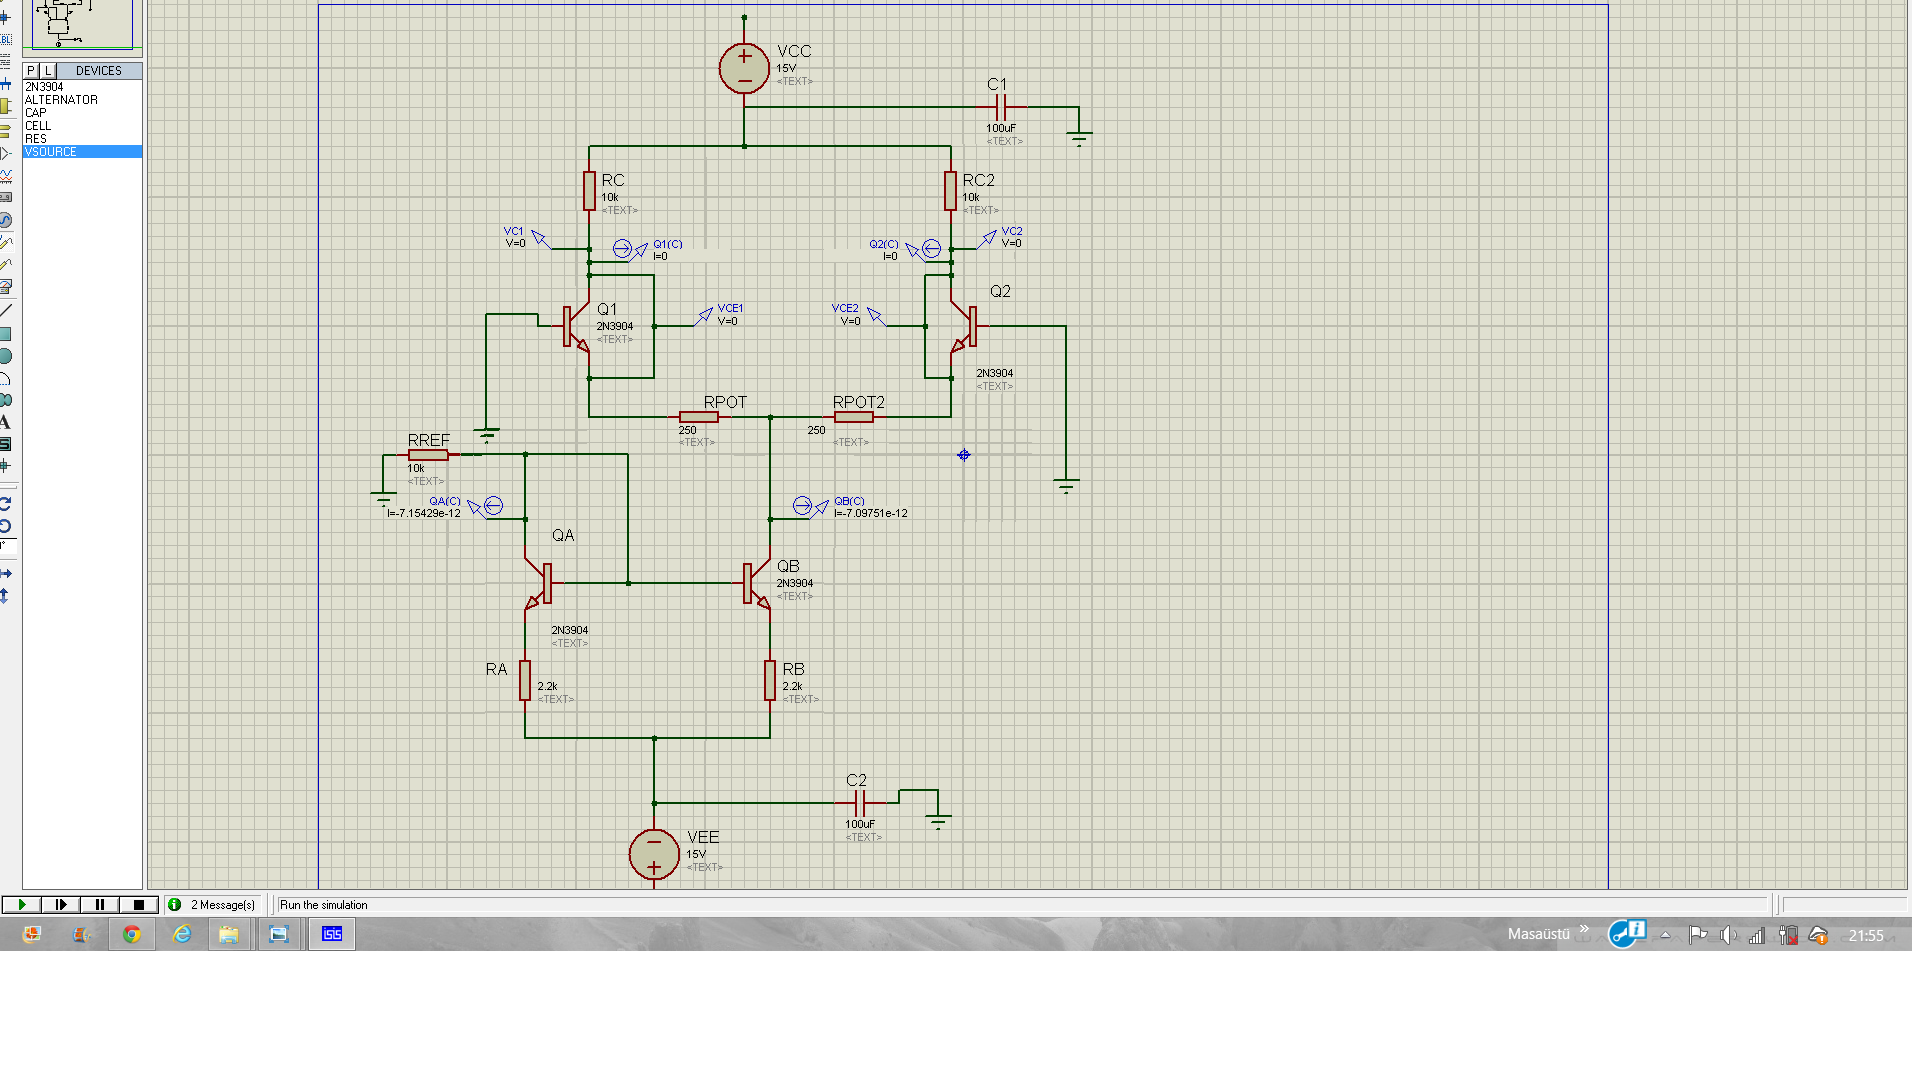 LBL
P L DEVICES
2N3904
ALTERNATOR
CAP
CELL
RES
VSOURCE
A
S
VCC
15V
<TEXT>
C1
100uF
<TEXT>
RC
10k
<TEXT>
RC2
10k
<TEXT>
VC1
V=0
Q1(C)
I=0
Q2(C)
I=0
VC2
V=0
Q1
2N3904
<TEXT>
VCE1
V=0
VCE2
V=0
Q2
2N3904
<TEXT>
RPOT
250
<TEXT>
RPOT2
250
<TEXT>
RREF
10k
<TEXT>
QA(C)
I=-7.15429e-12
QB(C)
I=-7.09751e-12
QA
2N3904
<TEXT>
QB
2N3904
<TEXT>
RA
2.2k
<TEXT>
RB
2.2k
<TEXT>
C2
100uF
<TEXT>
VEE
15V
<TEXT>
2 Message(s)
Run the simulation
isis
Masaüstü »
21:55